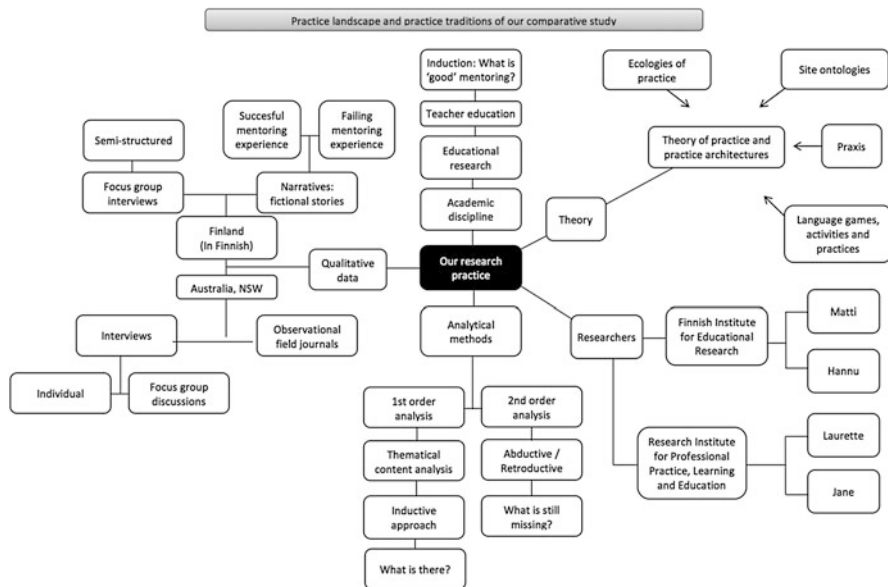 Practice landscape and practice traditions of our comparative study
Induction: What is
'good' mentoring?
Teacher education
Educational
research
Academic
discipline
Ecologies of
practice
Site ontologies
Theory of practice and
practice architectures
Praxis
Language games,
activities and
practices
Theory
Succesful
mentoring
experience
Failing
mentoring
experience
Semi-structured
Focus group
interviews
Narratives:
fictional stories
Finland
(In Finnish)
Qualitative
data
Our research
practice
Australia, NSW
Interviews
Observational
field journals
Individual
Focus group
discussions
Analytical
methods
1st order
analysis
2nd order
analysis
Thematical
content analysis
Abductive /
Retroductive
Inductive
approach
What is still
missing?
What is there?
Researchers
Finnish Institute
for Educational
Research
Matti
Hannu
Research Institute
for Professional
Practice, Learning
and Education
Laurette
Jane